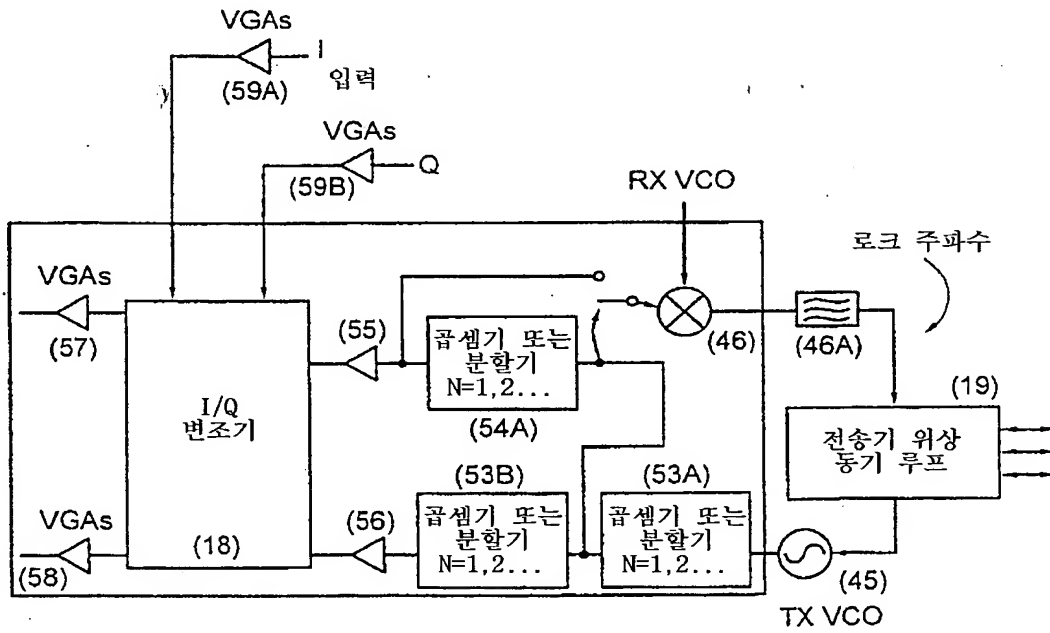 VGAs
I
입력
(59A)
VGAs
Q
(59B)
RX VCO
로크 주파수
VGAs
(57)
(55)
곱셈기 또는
분할기
N=1,2...
(54A)
(46)
(46A)
I/Q
변조기
(19)
전송기 위상
동기 루프
(53B)
(53A)
곱셈기 또는
분할기
N=1,2...
곱셈기 또는
분할기
N=1,2...
VGAs
(58)
(18)
(56)
(45)
TX VCO